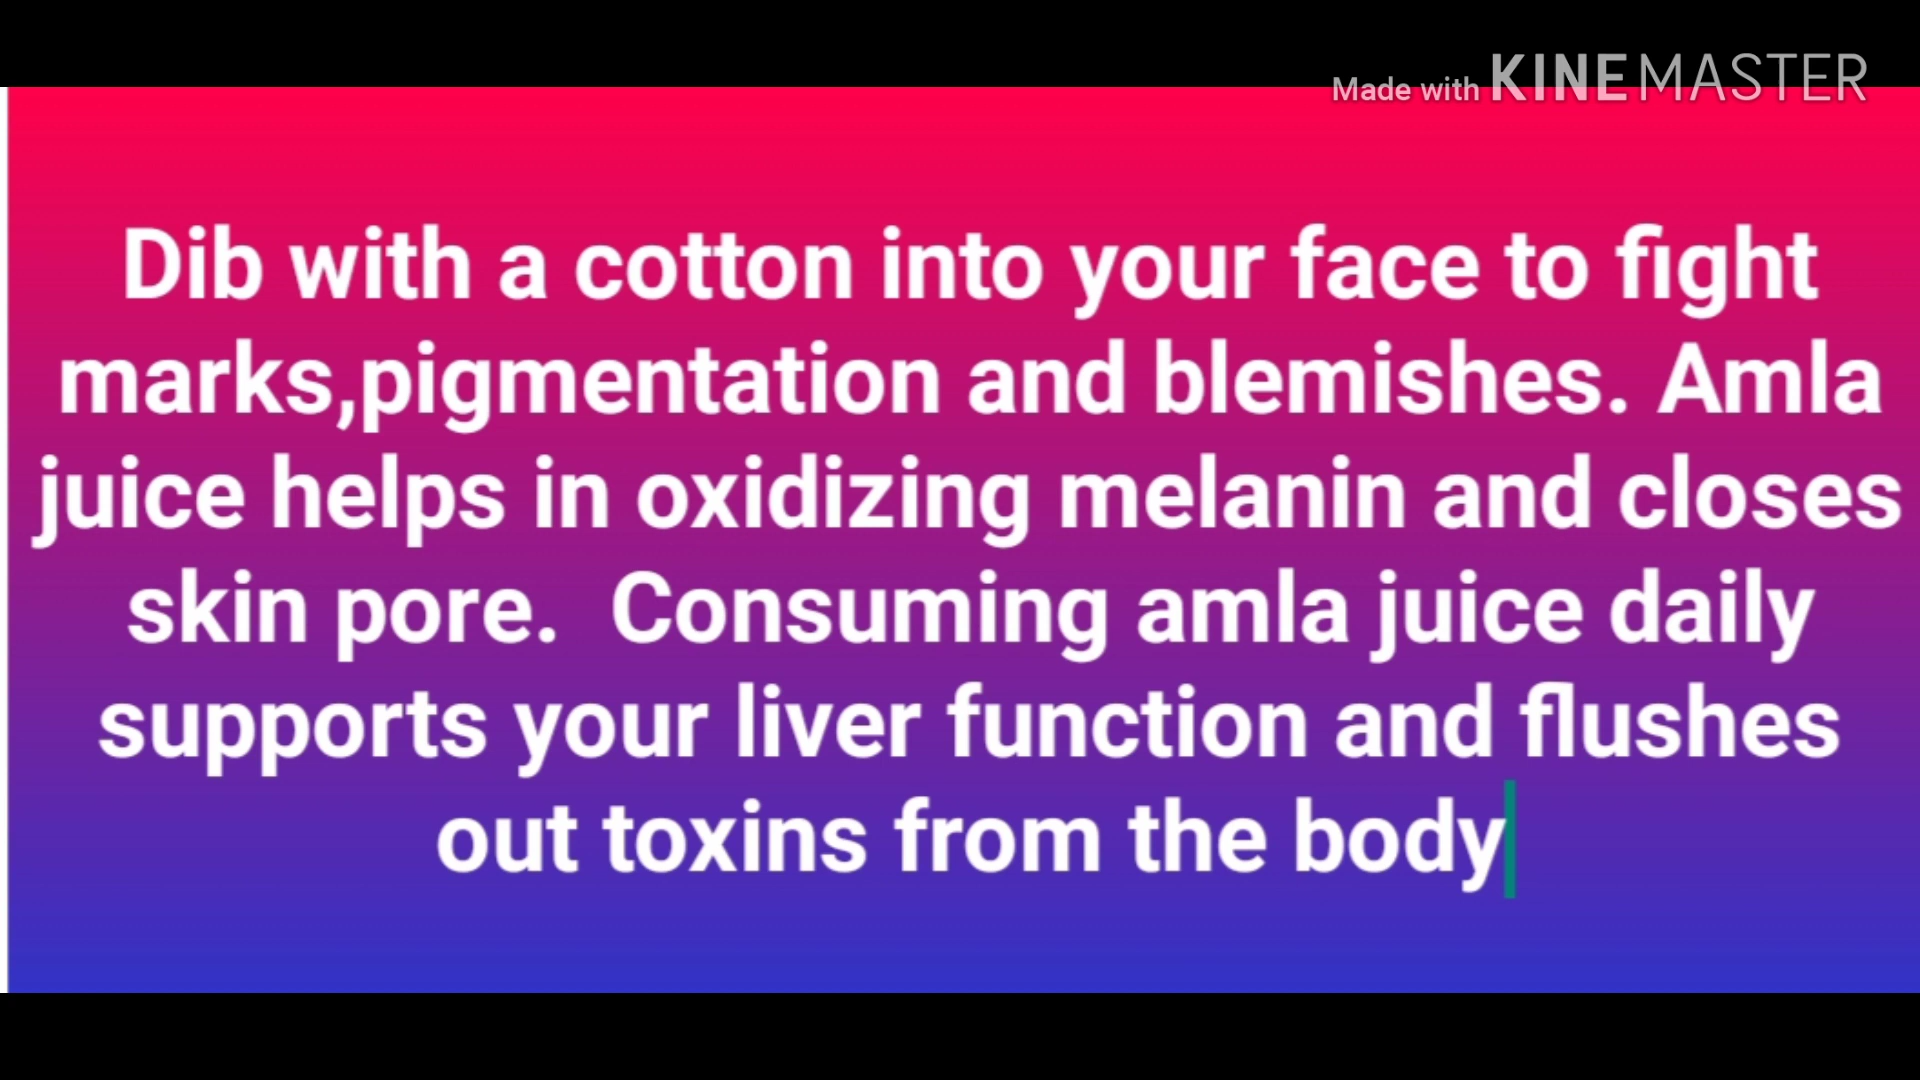 Made with KINEMASTER
Dib with a cotton into your face to fight
marks,pigmentation and blemishes. Amla
juice helps in oxidizing melanin and closes
skin pore.  Consuming amla juice daily
supports your liver function and flushes
out toxins from the body